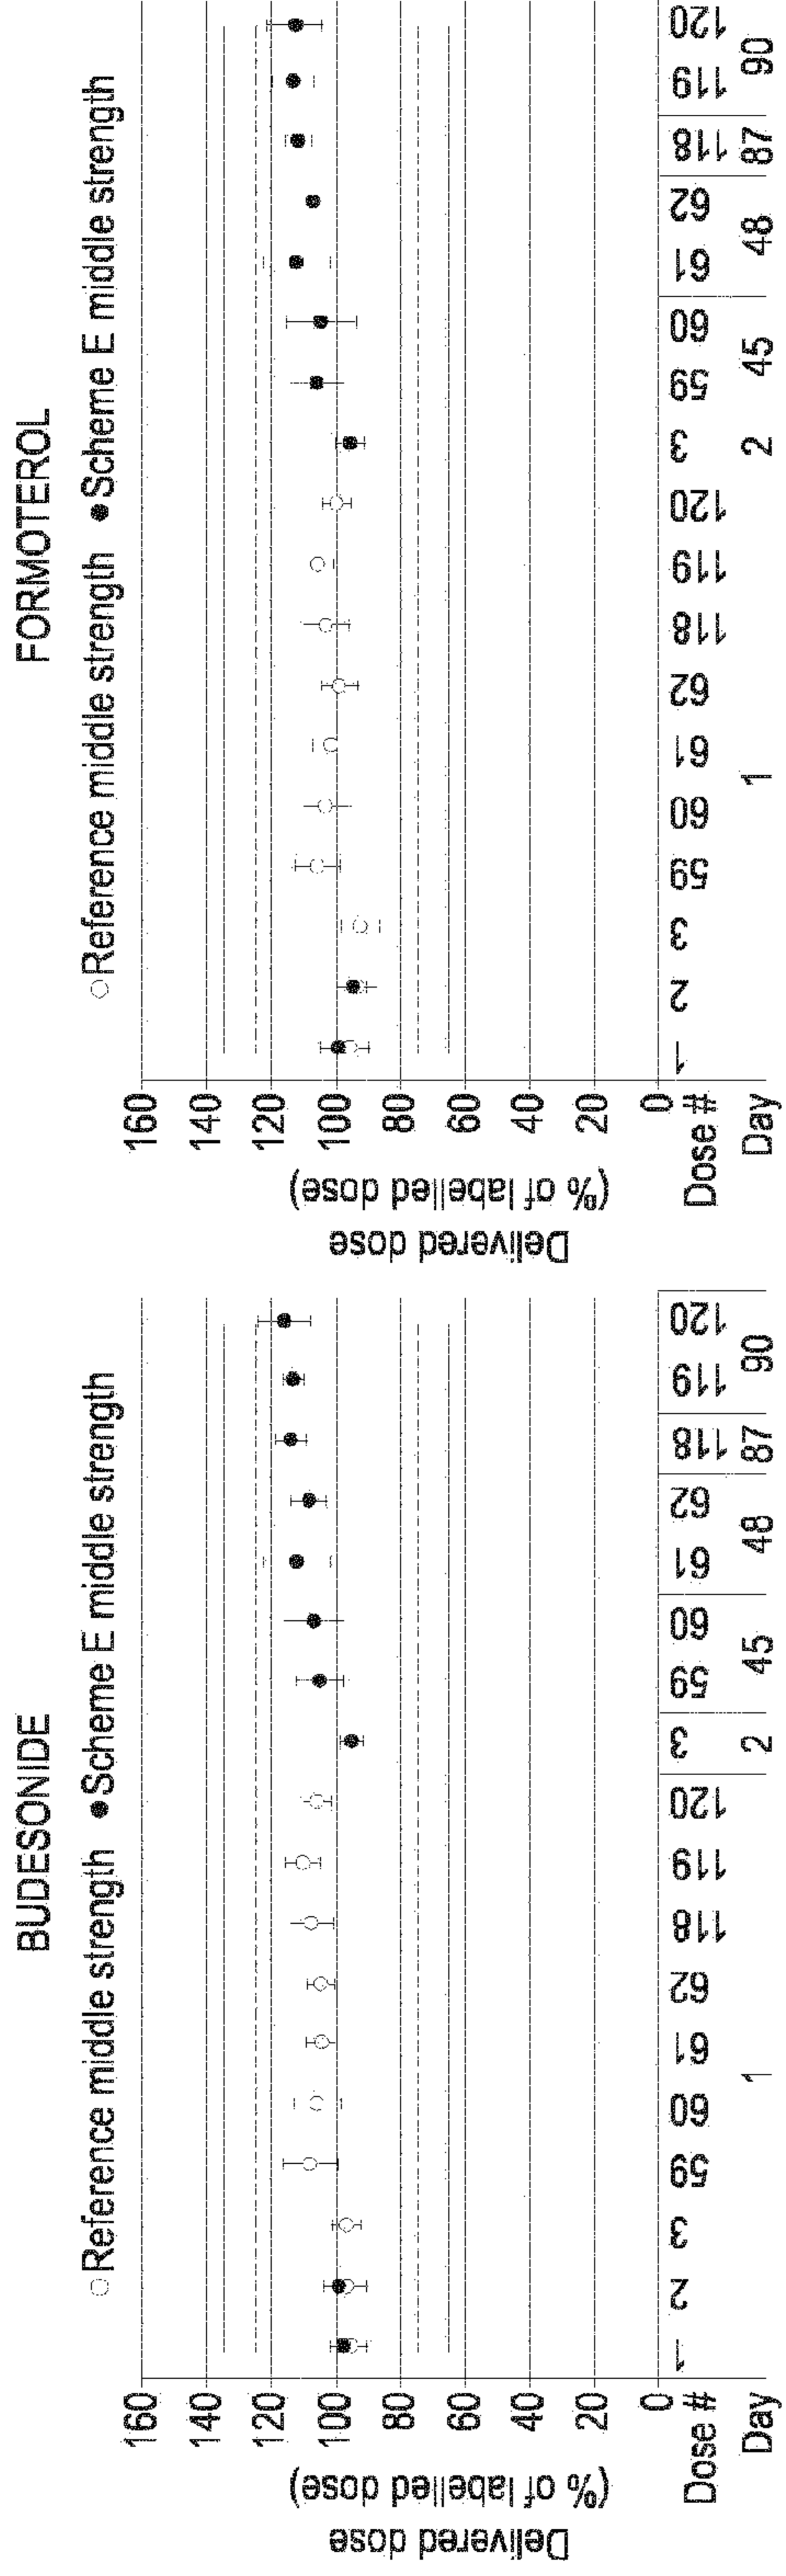 BUDESONIDE
○Reference middle strength ●Scheme E middle strength
Delivered dose
(% of labelled dose)
160
140
120
100
80
60
40
20
0
Dose # 1 2 3 59 60 61 62 118 119 120 3 59 60 61 62 118 119 120
Day 1 2 45 48 87 90
FORMOTEROL
○Reference middle strength ●Scheme E middle strength
Delivered dose
(% of labelled dose)
160
140
120
100
80
60
40
20
0
Dose # 1 2 3 59 60 61 62 118 119 120 3 59 60 61 62 118 119 120
Day 1 2 45 48 87 90